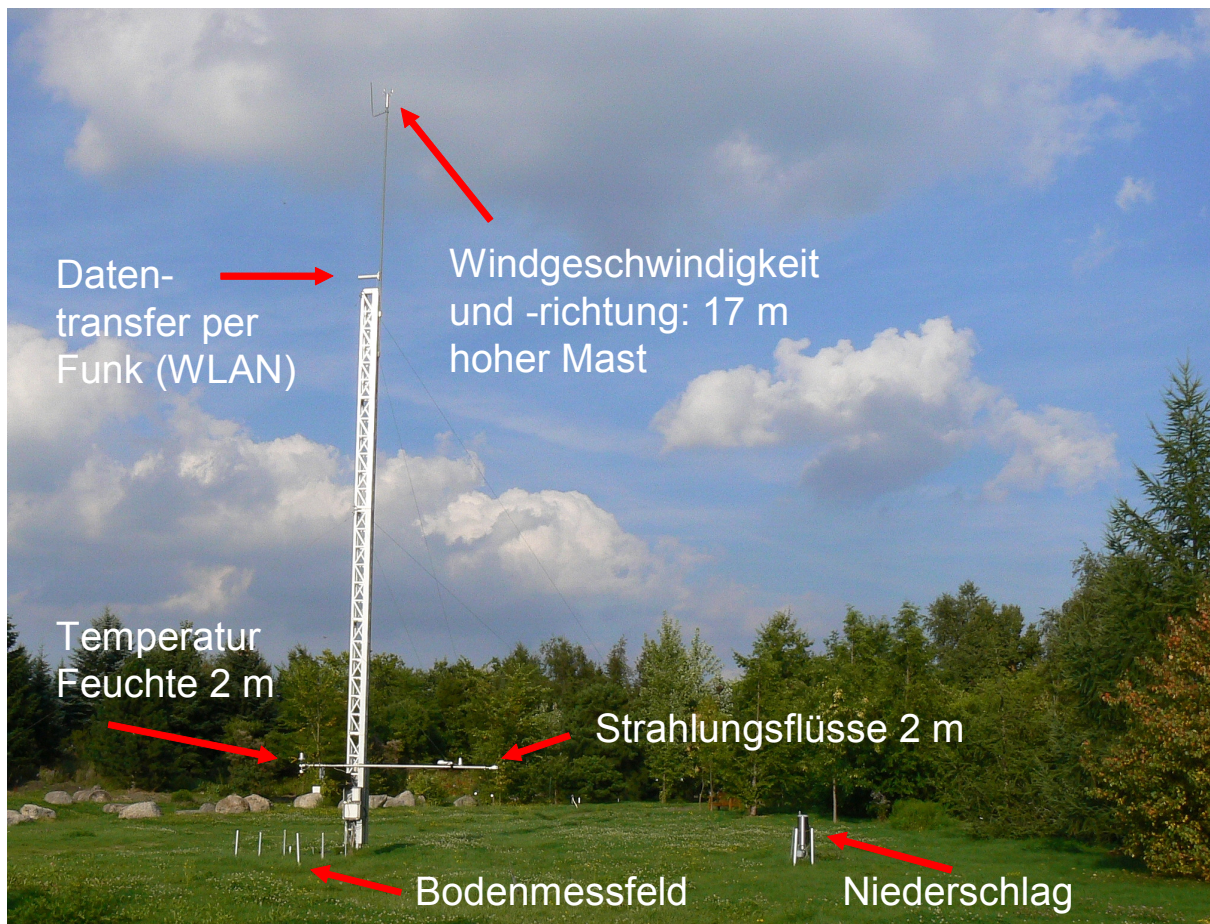 Windgeschwindigkeit
und -richtung: 17 m
hoher Mast
Daten-
transfer per
Funk (WLAN)
Temperatur
Feuchte 2 m
Strahlungsflüsse 2 m
Bodenmessfeld
Niederschlag